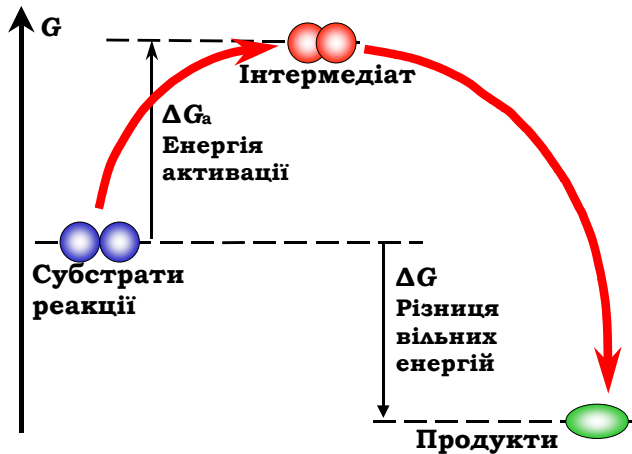 G
Інтермедіат
ΔGa
Енергія
активації
Субстрати
реакції
ΔG
Різниця
вільних
енергій
Продукти